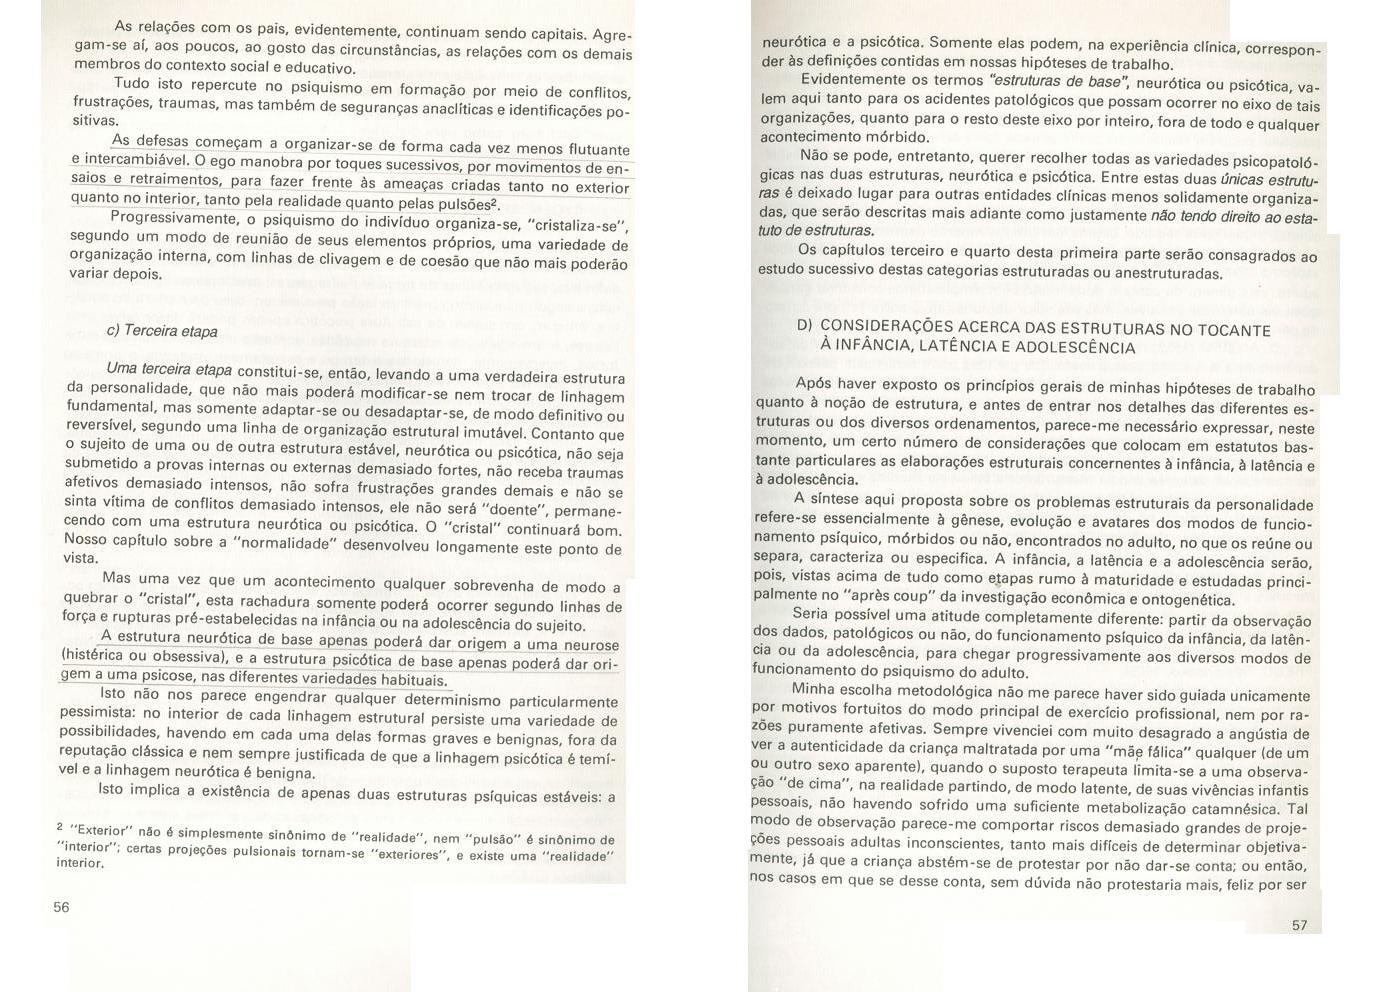 As relações com os pais, evidentemente, continuam sendo capitais. Agre-
gam-se aí, aos poucos, ao gosto das circunstâncias, as relações com os demais
membros do contexto social e educativo.
Tudo isto repercute no psiquismo em formação por meio de conflitos,
frustrações, traumas, mas também de seguranças anaclíticas e identificações po-
sitivas.
As defesas começam a organizar-se de forma cada vez menos flutuante
e intercambiável. O ego manobra por toques sucessivos, por movimentos de en-
saios e retraimentos, para fazer frente às ameaças criadas tanto no exterior
quanto no interior, tanto pela realidade quanto pelas pulsões².
Progressivamente, o psiquismo do indivíduo organiza-se, "cristaliza-se",
segundo um modo de reunião de seus elementos próprios, uma variedade de
organização interna, com linhas de clivagem e de coesão que não mais poderão
variar depois.
c) Terceira etapa
Uma terceira etapa constitui-se, então, levando a uma verdadeira estrutura
da personalidade, que não mais poderá modificar-se nem trocar de linhagem
fundamental, mas somente adaptar-se ou desadaptar-se, de modo definitivo ou
reversível, segundo uma linha de organização estrutural imutável. Contanto que
o sujeito de uma ou de outra estrutura estável, neurótica ou psicótica, não seja
submetido a provas internas ou externas demasiado fortes, não receba traumas
afetivos demasiado intensos, não sofra frustrações grandes demais e não se
sinta vítima de conflitos demasiado intensos, ele não será "doente", permane-
cendo com uma estrutura neurótica ou psicótica. O "cristal" continuará bom.
Nosso capítulo sobre a "normalidade" desenvolveu longamente este ponto de
vista.
Mas uma vez que um acontecimento qualquer sobrevenha de modo a
quebrar o "cristal", esta rachadura somente poderá ocorrer segundo linhas de
força e rupturas pré-estabelecidas na infância ou na adolescência do sujeito.
A estrutura neurótica de base apenas poderá dar origem a uma neurose
(histérica ou obsessiva), e a estrutura psicótica de base apenas poderá dar ori-
gem a uma psicose, nas diferentes variedades habituais.
Isto não nos parece engendrar qualquer determinismo particularmente
pessimista: no interior de cada linhagem estrutural persiste uma variedade de
possibilidades, havendo em cada uma delas formas graves e benignas, fora da
reputação clássica e nem sempre justificada de que a linhagem psicótica é temí-
vel e a linhagem neurótica é benigna.
Isto implica a existência de apenas duas estruturas psíquicas estáveis: a
² "Exterior" não é simplesmente sinônimo de "realidade", nem "pulsão" é sinônimo de
"interior"; certas projeções pulsionais tornam-se "exteriores", e existe uma "realidade"
interior.
56
neurótica e a psicótica. Somente elas podem, na experiência clínica, correspon-
der às definições contidas em nossas hipóteses de trabalho.
Evidentemente os termos "estruturas de base", neurótica ou psicótica, va-
lem aqui tanto para os acidentes patológicos que possam ocorrer no eixo de tais
organizações, quanto para o resto deste eixo por inteiro, fora de todo e qualquer
acontecimento mórbido.
Não se pode, entretanto, querer recolher todas as variedades psicopatoló-
gicas nas duas estruturas, neurótica e psicótica. Entre estas duas únicas estrutu-
ras é deixado lugar para outras entidades clínicas menos solidamente organiza-
das, que serão descritas mais adiante como justamente não tendo direito ao esta-
tuto de estruturas.
Os capítulos terceiro e quarto desta primeira parte serão consagrados ao
estudo sucessivo destas categorias estruturadas ou anestruturadas.
D) CONSIDERAÇÕES ACERCA DAS ESTRUTURAS NO TOCANTE
À INFÂNCIA, LATÊNCIA E ADOLESCÊNCIA
Após haver exposto os princípios gerais de minhas hipóteses de trabalho
quanto à noção de estrutura, e antes de entrar nos detalhes das diferentes es-
truturas ou dos diversos ordenamentos, parece-me necessário expressar, neste
momento, um certo número de considerações que colocam em estatutos bas-
tante particulares as elaborações estruturais concernentes à infância, à latência e
à adolescência.
A síntese aqui proposta sobre os problemas estruturais da personalidade
refere-se essencialmente à gênese, evolução e avatares dos modos de funcio-
namento psíquico, mórbidos ou não, encontrados no adulto, no que os reúne ou
separa, caracteriza ou especifica. A infância, a latência e a adolescência serão,
pois, vistas acima de tudo como etapas rumo à maturidade e estudadas princi-
palmente no "après coup" da investigação econômica e ontogenética.
Seria possível uma atitude completamente diferente: partir da observação
dos dados, patológicos ou não, do funcionamento psíquico da infância, da latên-
cia ou da adolescência, para chegar progressivamente aos diversos modos de
funcionamento do psiquismo do adulto.
Minha escolha metodológica não me parece haver sido guiada unicamente
por motivos fortuitos do modo principal de exercício profissional, nem por ra-
zões puramente afetivas. Sempre vivenciei com muito desagrado a angústia de
ver a autenticidade da criança maltratada por uma "mãe fálica" qualquer (de um
ou outro sexo aparente), quando o suposto terapeuta limita-se a uma observa-
ção "de cima", na realidade partindo, de modo latente, de suas vivências infantis
pessoais, não havendo sofrido uma suficiente metabolização catamnésica. Tal
modo de observação parece-me comportar riscos demasiado grandes de proje-
ções pessoais adultas inconscientes, tanto mais difíceis de determinar objetiva-
mente, já que a criança abstém-se de protestar por não dar-se conta; ou então,
nos casos em que se desse conta, sem dúvida não protestaria mais, feliz por ser
57